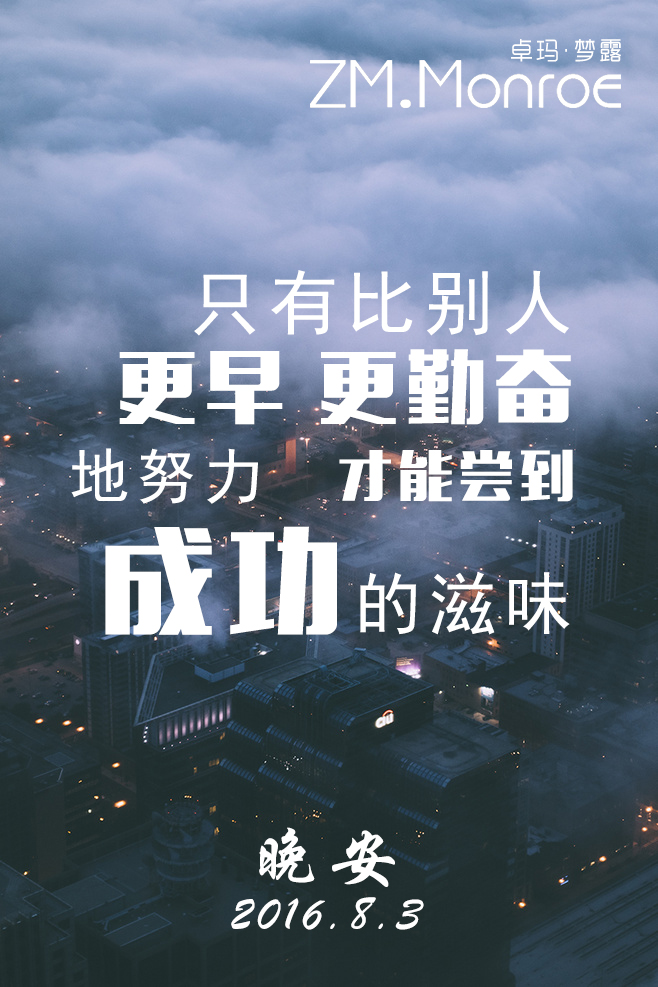 卓玛·梦露
ZM.Monroe
只有比别人
更早 更勤奋
地努力 才能尝到
成功的滋味
citi
晚安
2016.8.3